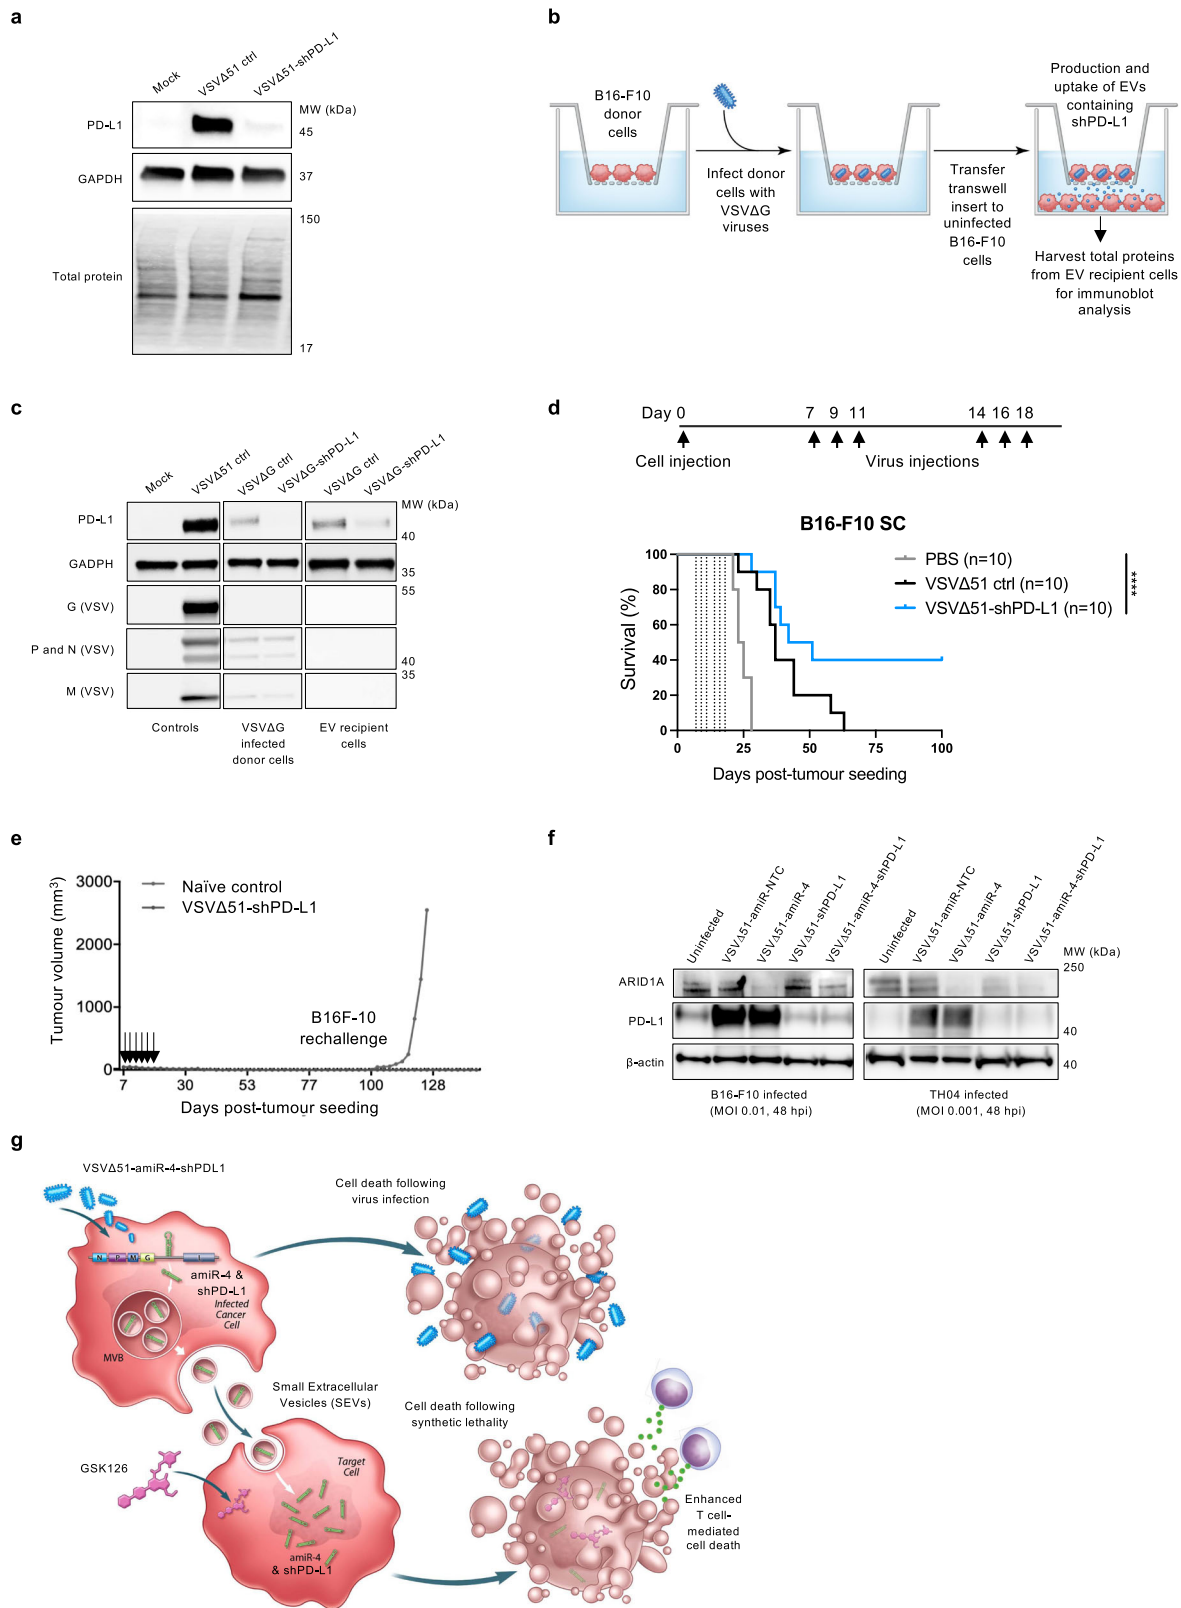 a
Mock
VSVΔ51 ctrl
VSVΔ51-shPD-L1
MW (kDa)
PD-L1
45
GAPDH
37
150
Total protein
17
b
B16-F10
donor
cells
Infect donor
cells with
VSVΔG
viruses
Transfer
transwell
insert to
uninfected
B16-F10
cells
Production and
uptake of EVs
containing
shPD-L1
Harvest total proteins
from EV recipient cells
for immunoblot
analysis
c
Mock
VSVΔ51 ctrl
VSVΔG ctrl
VSVΔG-shPD-L1
VSVΔG ctrl
VSVΔG-shPD-L1
MW (kDa)
PD-L1
40
GADPH
35
55
G (VSV)
P and N (VSV)
40
35
M (VSV)
Controls
VSVΔG
infected
donor cells
EV recipient
cells
d
Day 0 7 9 11 14 16 18
Cell injection
Virus injections
B16-F10 SC
Survival (%)
100
80
60
40
20
0
0 25 50 75 100
Days post-tumour seeding
PBS (n=10)
VSVΔ51 ctrl (n=10)
VSVΔ51-shPD-L1 (n=10)
****
e
Tumour volume (mm³)
3000
2000
1000
0
Naïve control
VSVΔ51-shPD-L1
B16F-10
rechallenge
7 30 53 77 100 128
Days post-tumour seeding
f
Uninfected
VSVΔ51-amiR-NTC
VSVΔ51-amiR-4
VSVΔ51-shPD-L1
VSVΔ51-amiR-4-shPD-L1
Uninfected
VSVΔ51-amiR-NTC
VSVΔ51-amiR-4
VSVΔ51-shPD-L1
VSVΔ51-amiR-4-shPD-L1
MW (kDa)
250
ARID1A
PD-L1
40
β-actin
40
B16-F10 infected
(MOI 0.01, 48 hpi)
TH04 infected
(MOI 0.001, 48 hpi)
g
VSVΔ51-amiR-4-shPDL1
N P M G
amiR-4 &
shPD-L1
Infected
Cancer
Cell
MVB
Small Extracellular
Vesicles (SEVs)
GSK126
Target
Cell
amiR-4
& shPD-L1
Cell death following
virus infection
Cell death following
synthetic lethality
Enhanced
T cell-
mediated
cell death